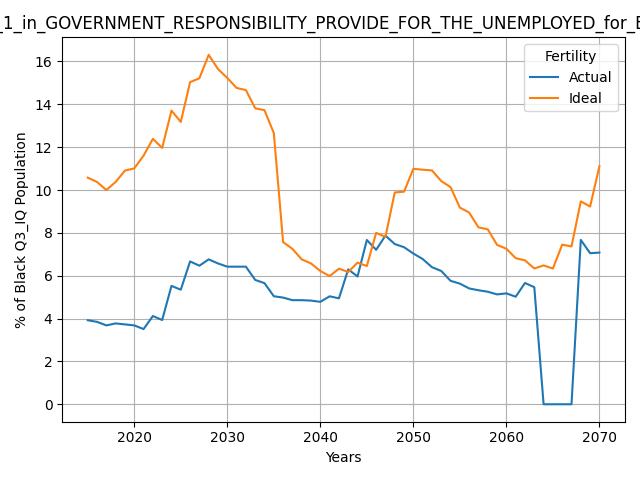 _1_in_GOVERNMENT_RESPONSIBILITY_PROVIDE_FOR_THE_UNEMPLOYED_for_
Fertility
Actual
Ideal
16
14
12
10
8
6
4
2
0
% of Black Q3_IQ Population
2020 2030 2040 2050 2060 2070
Years